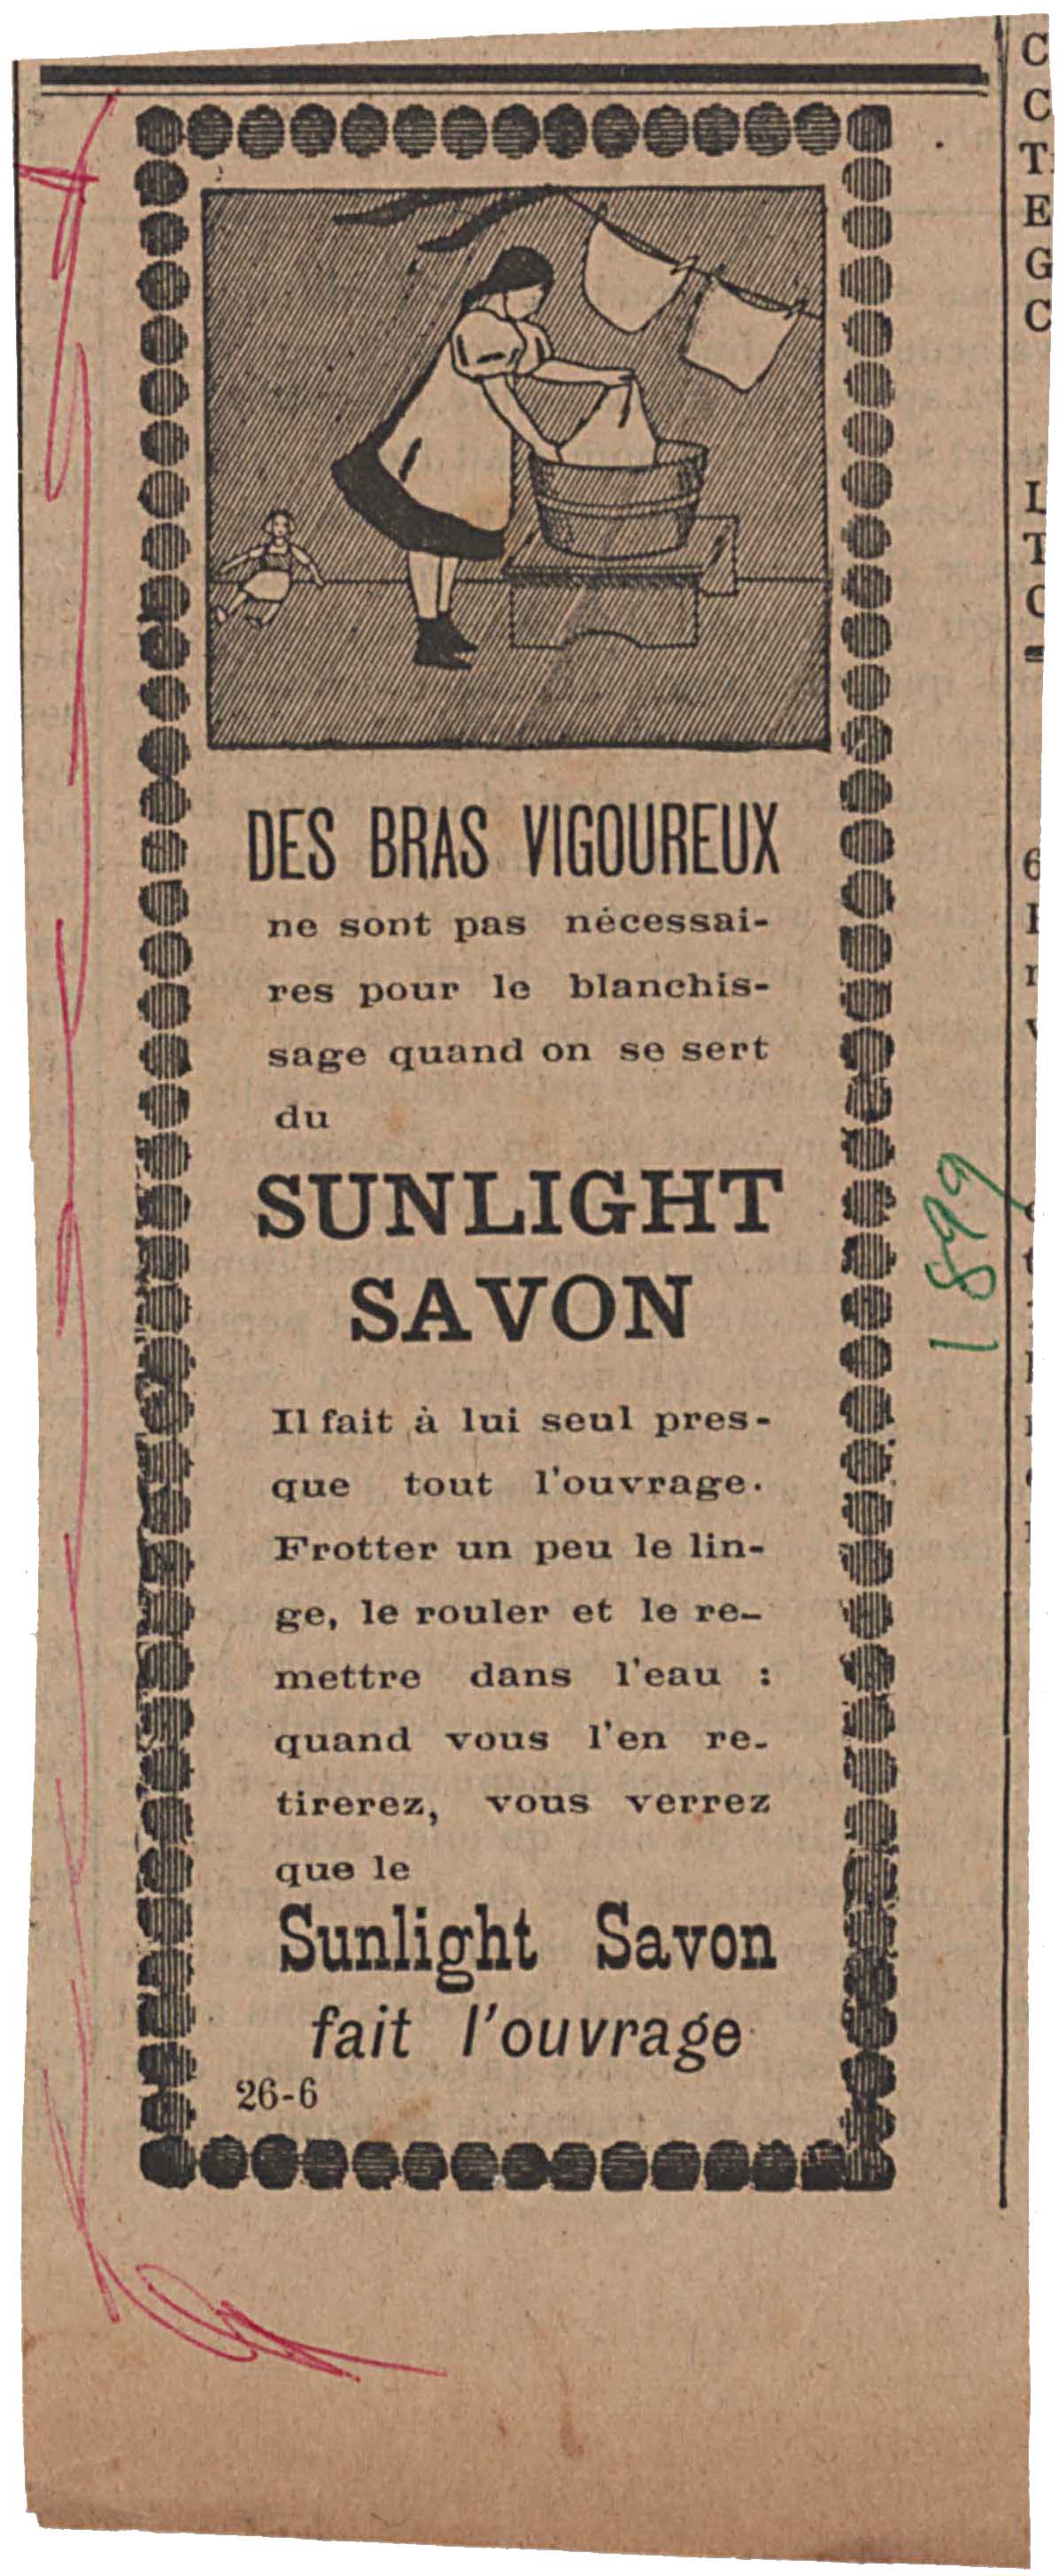 DES BRAS VIGOUREUX
ne sont pas nécessai-
res pour le blanchis-
sage quand on se sert
du
SUNLIGHT
SAVON
Il fait à lui seul pres-
que tout l'ouvrage.
Frotter un peu le lin-
ge, le rouler et le re-
mettre dans l'eau :
quand vous l'en re-
tirerez, vous verrez
que le
Sunlight Savon
fait l'ouvrage
26-6
1899
C
C
T
E
G
C
L
T
C
6